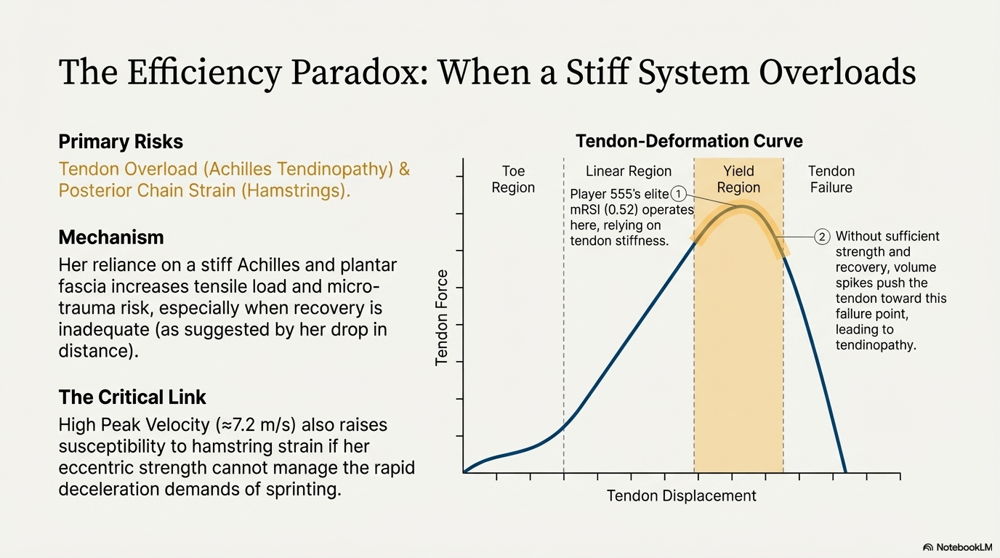 The Efficiency Paradox: When a Stiff System Overloads
Primary Risks
Tendon Overload (Achilles Tendinopathy) &
Posterior Chain Strain (Hamstrings).
Mechanism
Her reliance on a stiff Achilles and plantar
fascia increases tensile load and micro-
trauma risk, especially when recovery is
inadequate (as suggested by her drop in
distance).
The Critical Link
High Peak Velocity (≈7.2 m/s) also raises
susceptibility to hamstring strain if her
eccentric strength cannot manage the rapid
deceleration demands of sprinting.
Tendon-Deformation Curve
Toe
Region
Linear Region
Yield
Region
Tendon
Failure
Player 555's elite 1
mRSI (0.52) operates
here, relying on
tendon stiffness.
2 Without sufficient
strength and
recovery, volume
spikes push the
tendon toward this
failure point,
leading to
tendinopathy.
Tendon Force
Tendon Displacement
NotebookLM